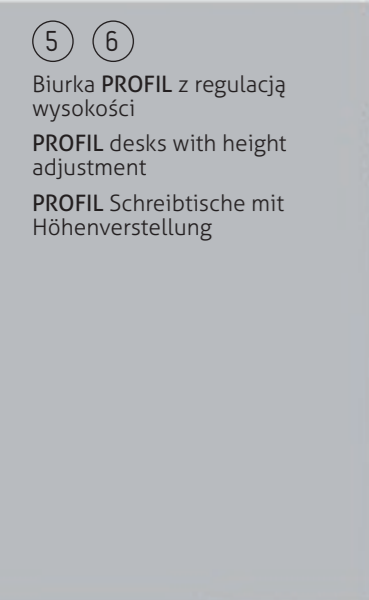 5 6
Biurka PROFIL z regulacją
wysokości
PROFIL desks with height
adjustment
PROFIL Schreibtische mit
Höhenverstellung